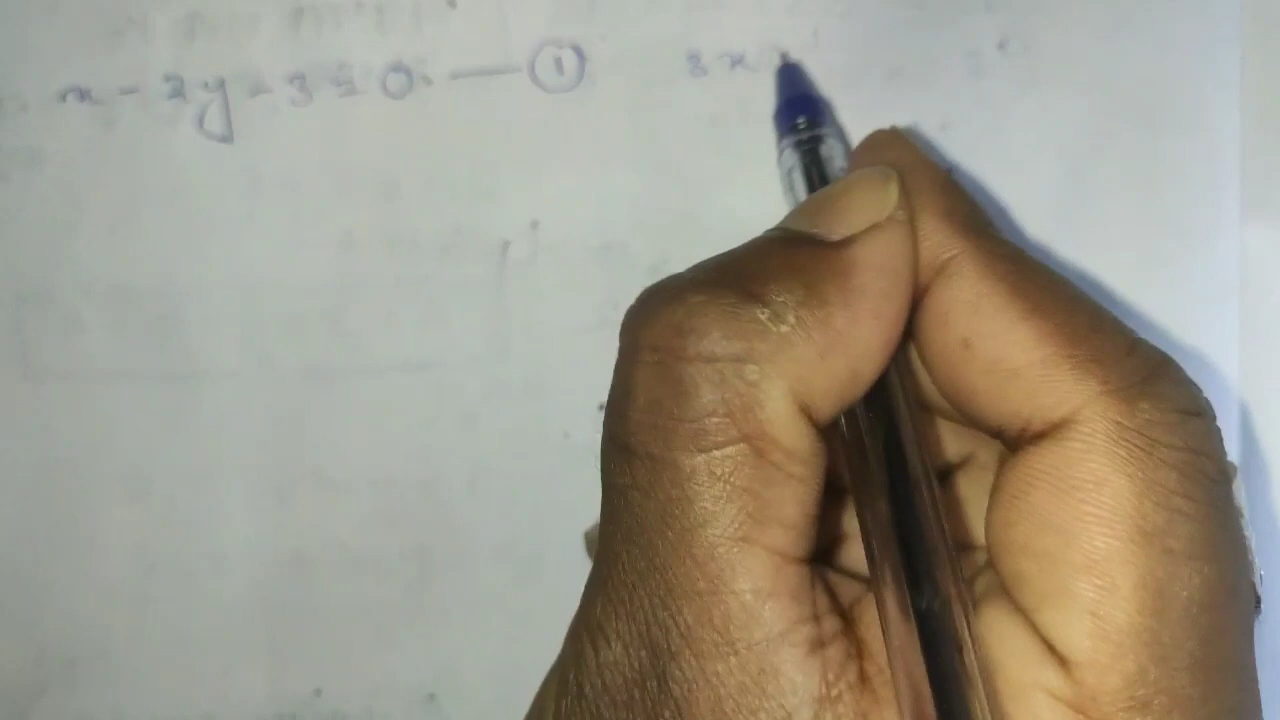 x - 2y - 3 = 0. — ① 3x